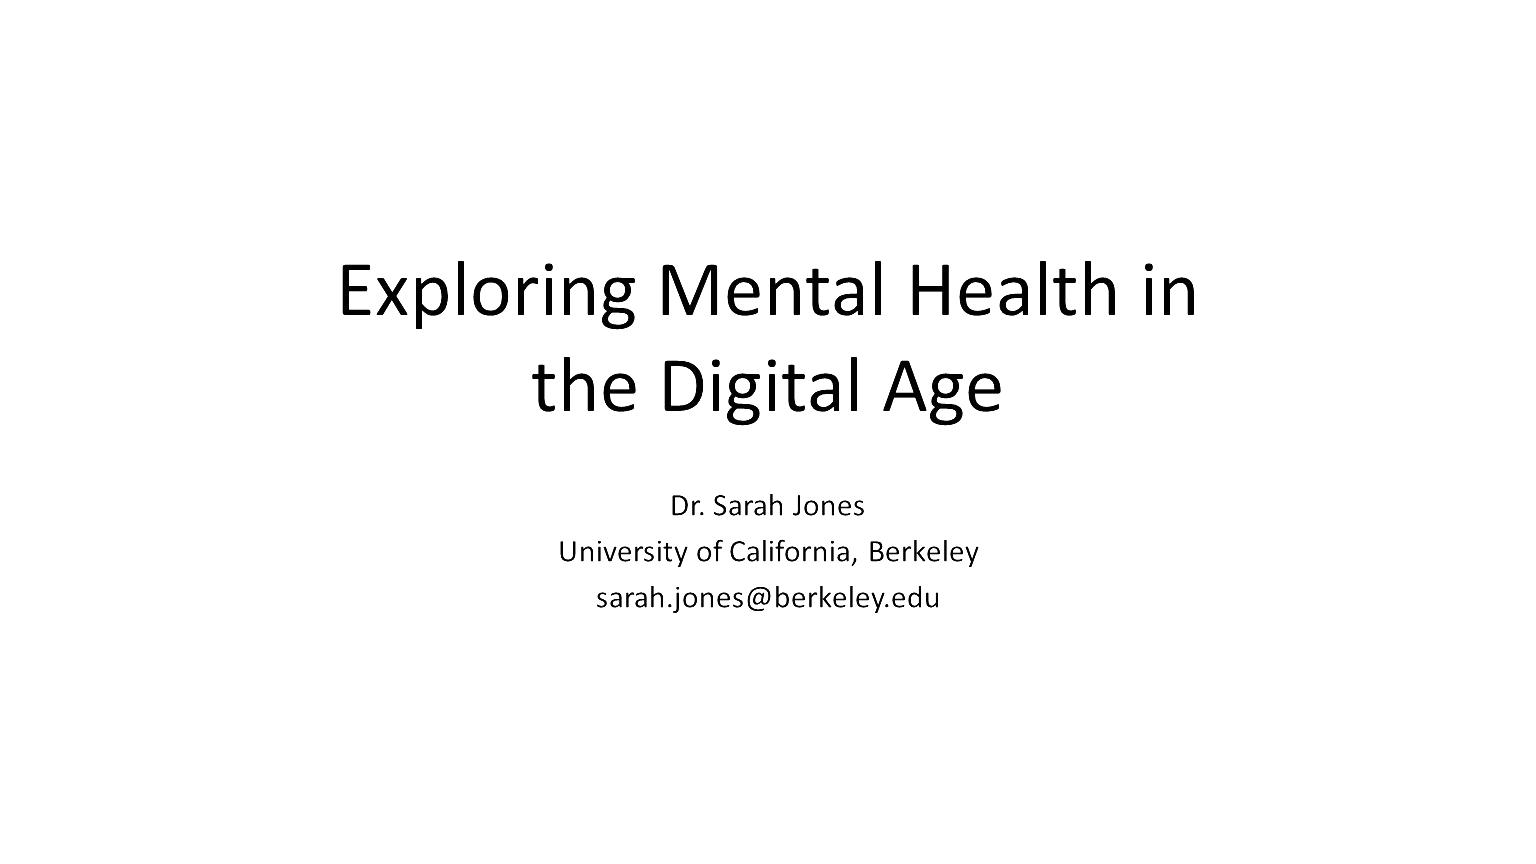 Exploring Mental Health in
the Digital Age
Dr. Sarah Jones
University of California, Berkeley
sarah.jones@berkeley.edu